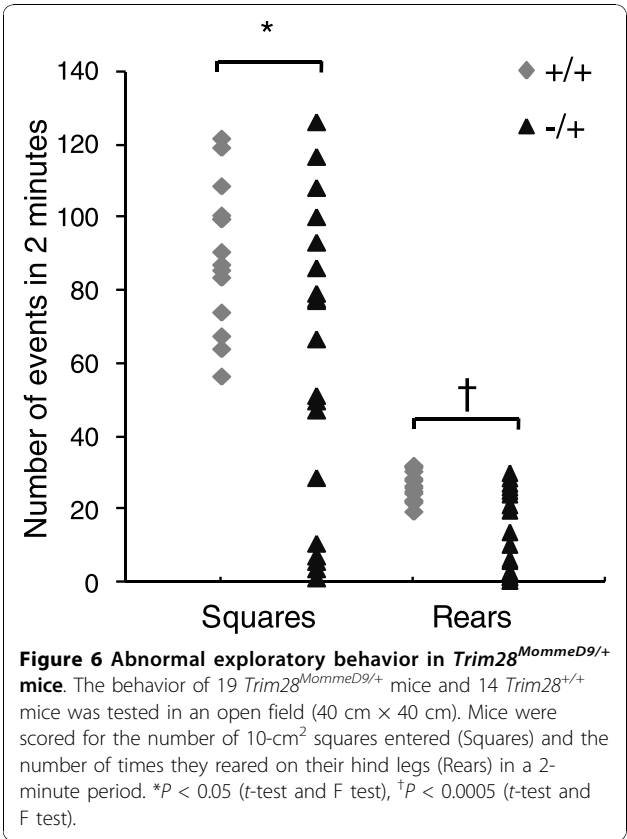 *
140
120
100
80
60
40
20
0
Number of events in 2 minutes
+/+
-/+
†
Squares Rears
Figure 6 Abnormal exploratory behavior in Trim28MommeD9/+
mice. The behavior of 19 Trim28MommeD9/+ mice and 14 Trim28+/+
mice was tested in an open field (40 cm × 40 cm). Mice were
scored for the number of 10-cm2 squares entered (Squares) and the
number of times they reared on their hind legs (Rears) in a 2-
minute period. *P < 0.05 (t-test and F test), †P < 0.0005 (t-test and
F test).